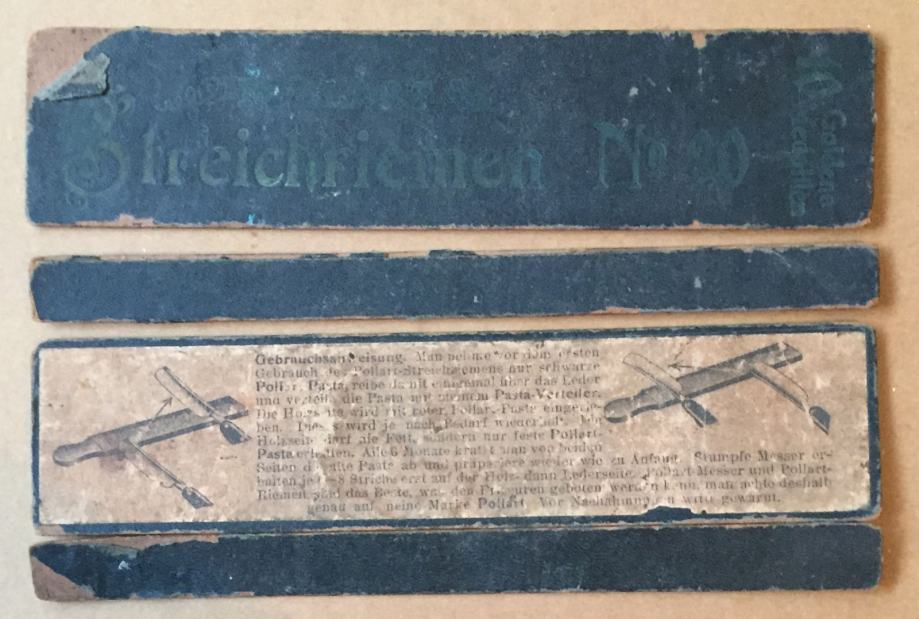 Streichriemen No 20
Gebrauchsanweisung. Man nehme vor dem ersten
Gebrauch des Pollart-Streichriemens nur schwarze
Pollart Pasta, reibe damit einigemal über das Leder
und verteile die Pasta mit meinem Pasta-Verteiler.
Die Holzseite wird mit roter Pollart-Pasta eingerie-
ben. Dieses wird je nach Bedarf wiederholt. Die
Holzseite darf nie Fett, sondern nur feste Pollart-
Pasta erhalten. Alle 6 Monate kratzt man von beiden
Seiten die alte Pasta ab und präpariere wieder wie zu Anfang. Stumpfe Messer er-
halten je 6-8 Striche erst auf der Holz- dann Lederseite. Pollart-Messer und Pollart-
Riemen sind das Beste, was den Friseuren geboten werden kann, man achte deshalb
genau auf meine Marke Pollart. Vor Nachahmungen wird gewarnt.